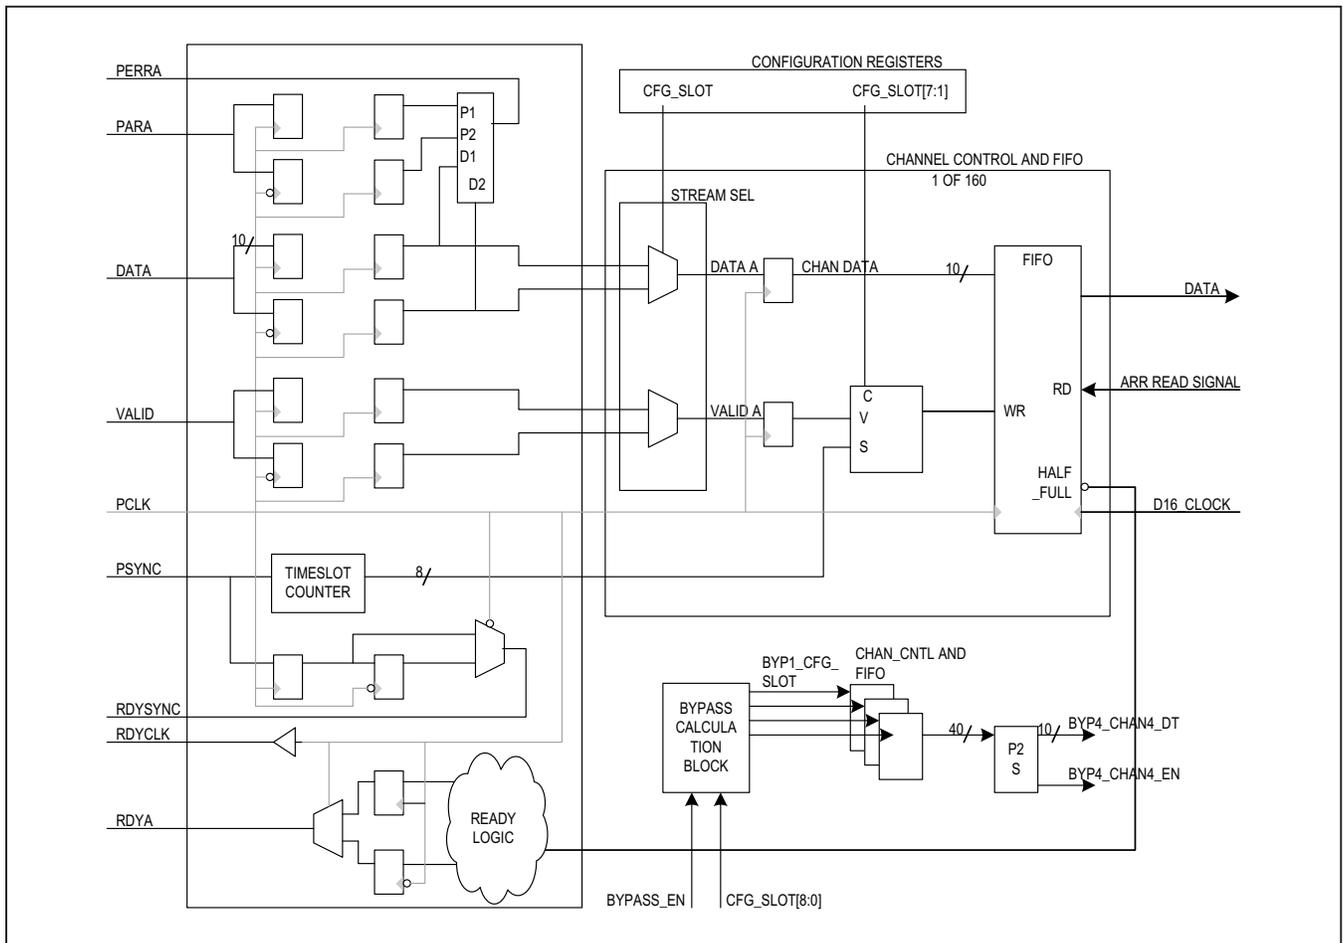 CONFIGURATION REGISTERS
CFG_SLOT
CFG_SLOT[7:1]
PERRA
PARA
P1
P2
D1
D2
CHANNEL CONTROL AND FIFO
1 OF 160
STREAM SEL
10
DATA
DATA A
CHAN DATA
10
FIFO
DATA
RD
ARR READ SIGNAL
VALID
VALID A
C
V
S
WR
HALF
_FULL
PCLK
D16_CLOCK
PSYNC
TIMESLOT
COUNTER
8
BYP1_CFG_
SLOT
CHAN_CNTL AND
FIFO
RDYSYNC
RDYCLK
BYPASS
CALCULA
TION
BLOCK
40
P2
S
10
BYP4_CHAN4_DT
BYP4_CHAN4_EN
RDYA
READY
LOGIC
BYPASS_EN
CFG_SLOT[8:0]